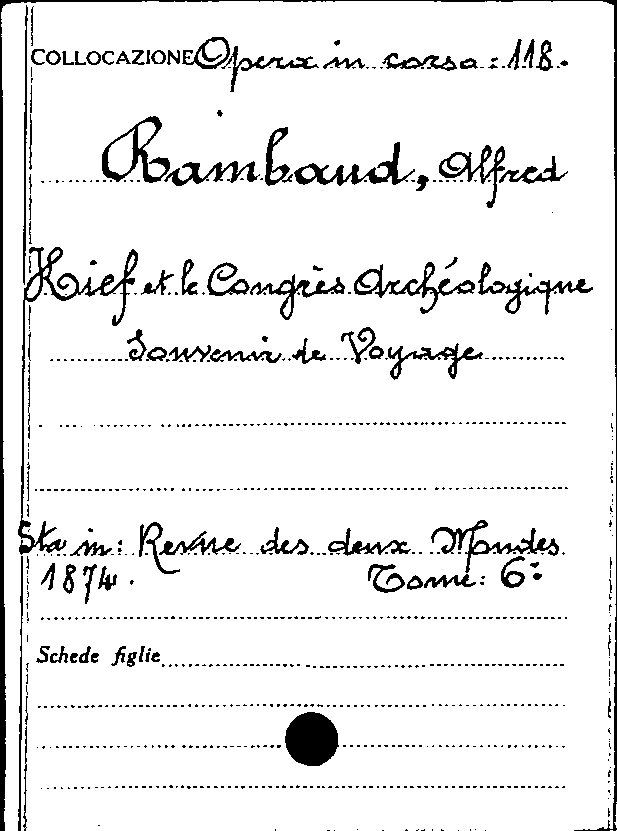 COLLOCAZIONE Opera in corso: 118.
Rambaud, Alfred
Kief et le Congrès Archéologique
Souvenir de Voyage
Sta in: Revue des deux Mondes
1874. Tome: 6:
Schede figlie